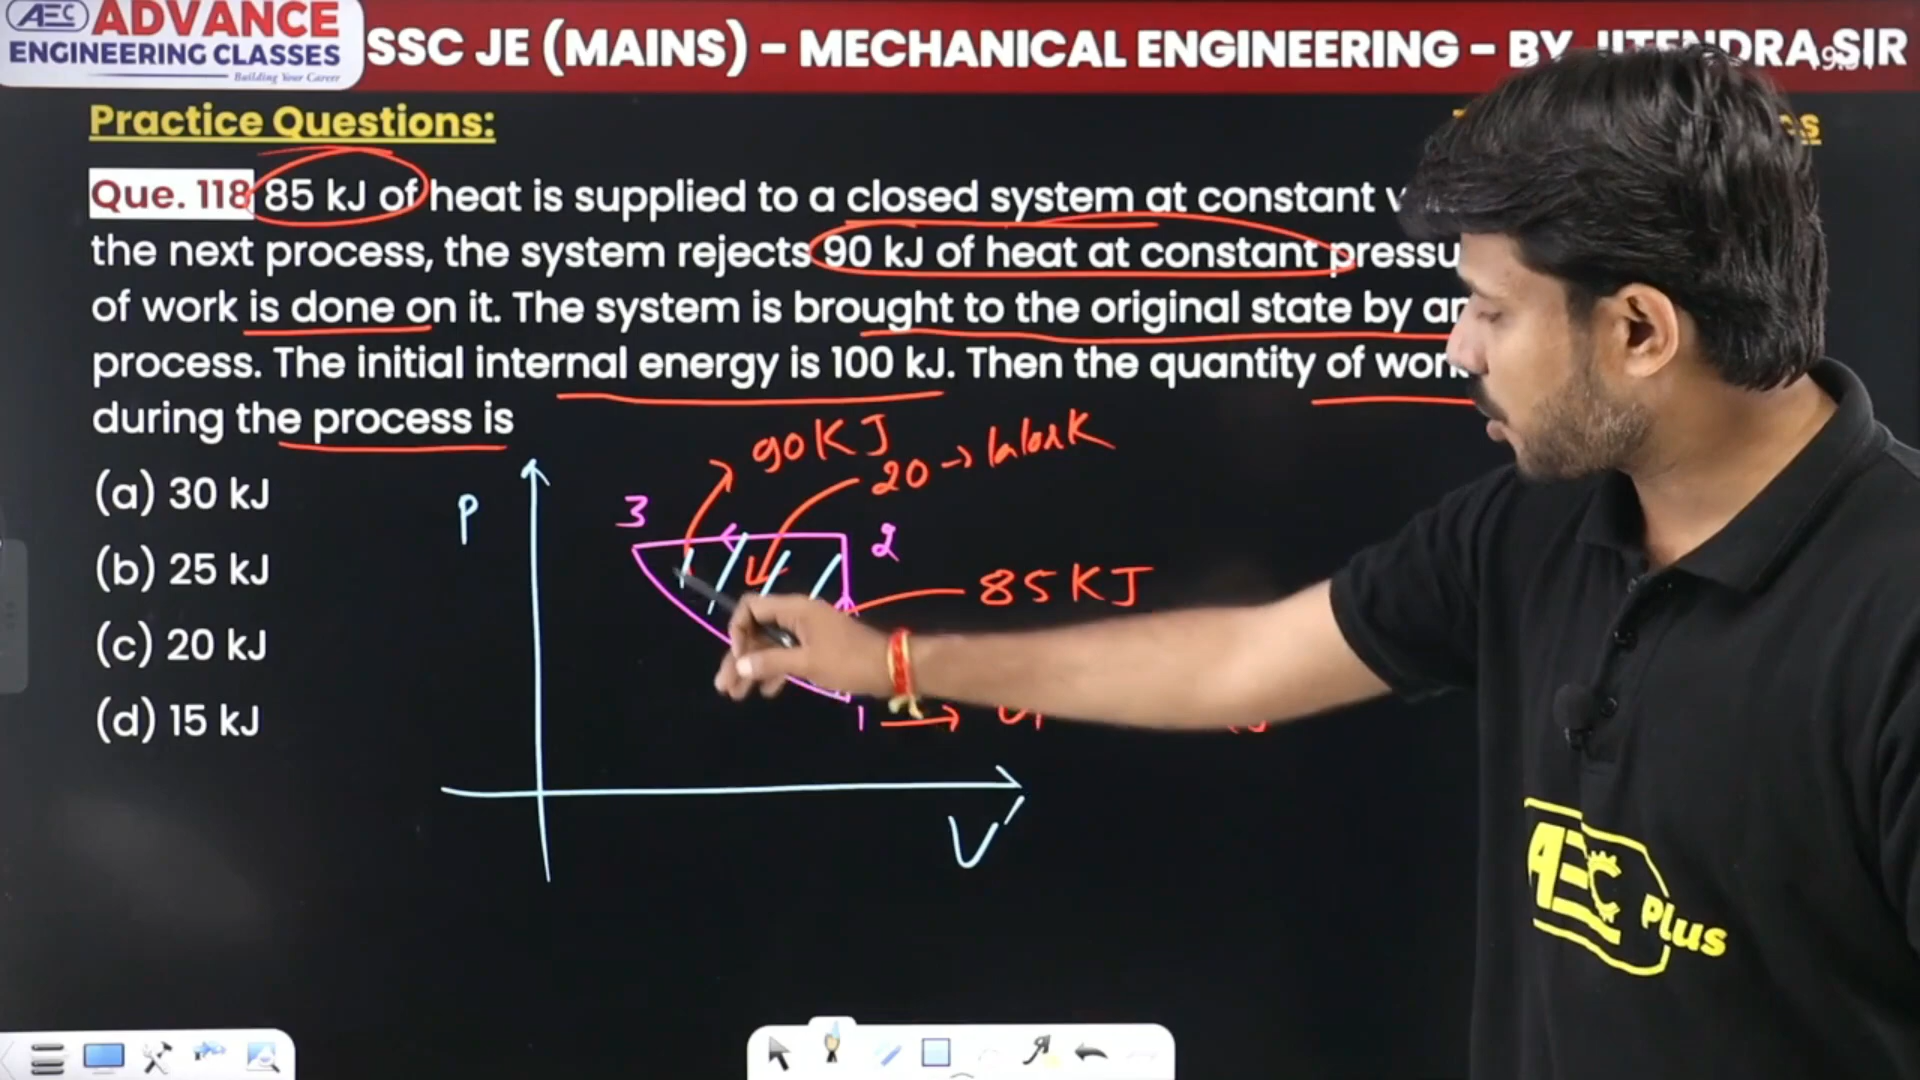 AEC ADVANCE
ENGINEERING CLASSES
Building Your Career
SSC JE (MAINS) - MECHANICAL ENGINEERING - BY JITENDRA SIR
Practice Questions:
Que. 118 85 kJ of heat is supplied to a closed system at constant
the next process, the system rejects 90 kJ of heat at constant
of work is done on it. The system is brought to the original state by
process. The initial internal energy is 100 kJ. Then the quantity of
during the process is
(a) 30 kJ
(b) 25 kJ
(c) 20 kJ
(d) 15 kJ
90 KJ
20 → Work
P
3
2
85 KJ
1
V
AEC Plus